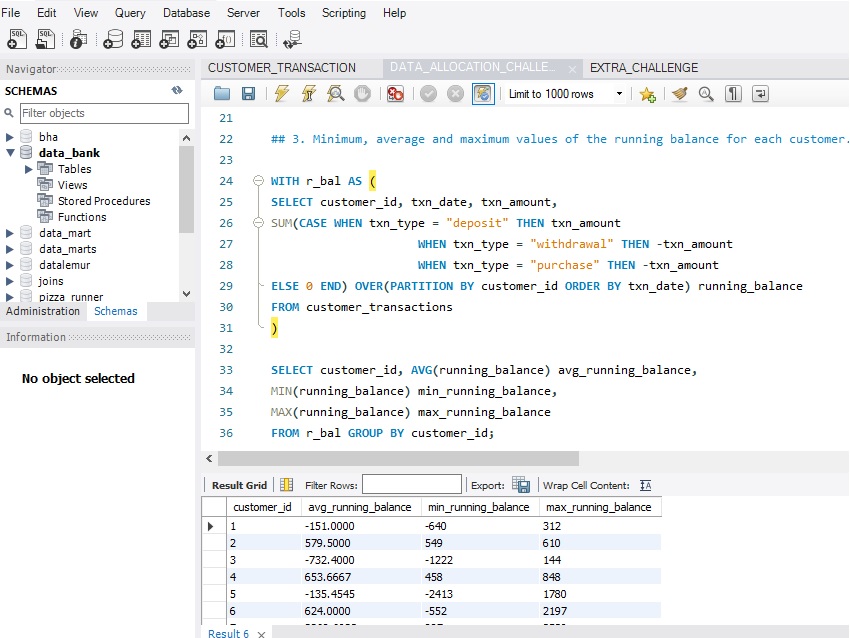 File Edit View Query Database Server Tools Scripting Help
Navigator
SCHEMAS
Filter objects
bha
data_bank
Tables
Views
Stored Procedures
Functions
data_mart
data_marts
datalemur
joins
pizza_runner
Administration Schemas
Information
No object selected
CUSTOMER_TRANSACTION DATA_ALLOCATION_CHALLE... EXTRA_CHALLENGE
Limit to 1000 rows
21
22 ## 3. Minimum, average and maximum values of the running balance for each customer.
23
24 WITH r_bal AS (
25 SELECT customer_id, txn_date, txn_amount,
26 SUM(CASE WHEN txn_type = "deposit" THEN txn_amount
27 WHEN txn_type = "withdrawal" THEN -txn_amount
28 WHEN txn_type = "purchase" THEN -txn_amount
29 ELSE 0 END) OVER(PARTITION BY customer_id ORDER BY txn_date) running_balance
30 FROM customer_transactions
31 )
32
33 SELECT customer_id, AVG(running_balance) avg_running_balance,
34 MIN(running_balance) min_running_balance,
35 MAX(running_balance) max_running_balance
36 FROM r_bal GROUP BY customer_id;
Result Grid Filter Rows: Export: Wrap Cell Content:
customer_id avg_running_balance min_running_balance max_running_balance
1 -151.0000 -640 312
2 579.5000 549 610
3 -732.4000 -1222 144
4 653.6667 458 848
5 -135.4545 -2413 1780
6 624.0000 -552 2197
Result 6